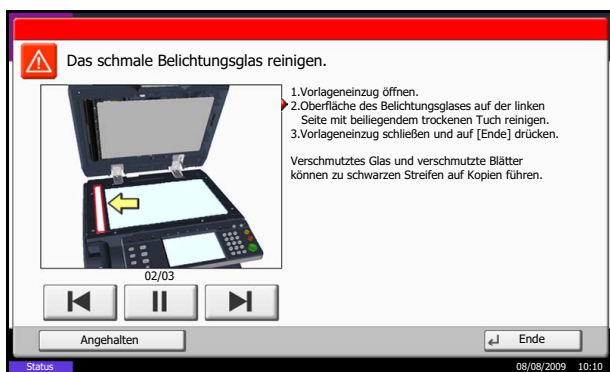 Das schmale Belichtungsglas reinigen.
1.Vorlageneinzug öffnen.
2.Oberfläche des Belichtungsglases auf der linken
Seite mit beiliegendem trockenen Tuch reinigen.
3.Vorlageneinzug schließen und auf [Ende] drücken.
Verschmutztes Glas und verschmutzte Blätter
können zu schwarzen Streifen auf Kopien führen.
02/03
Angehalten
Ende
Status
08/08/2009 10:10